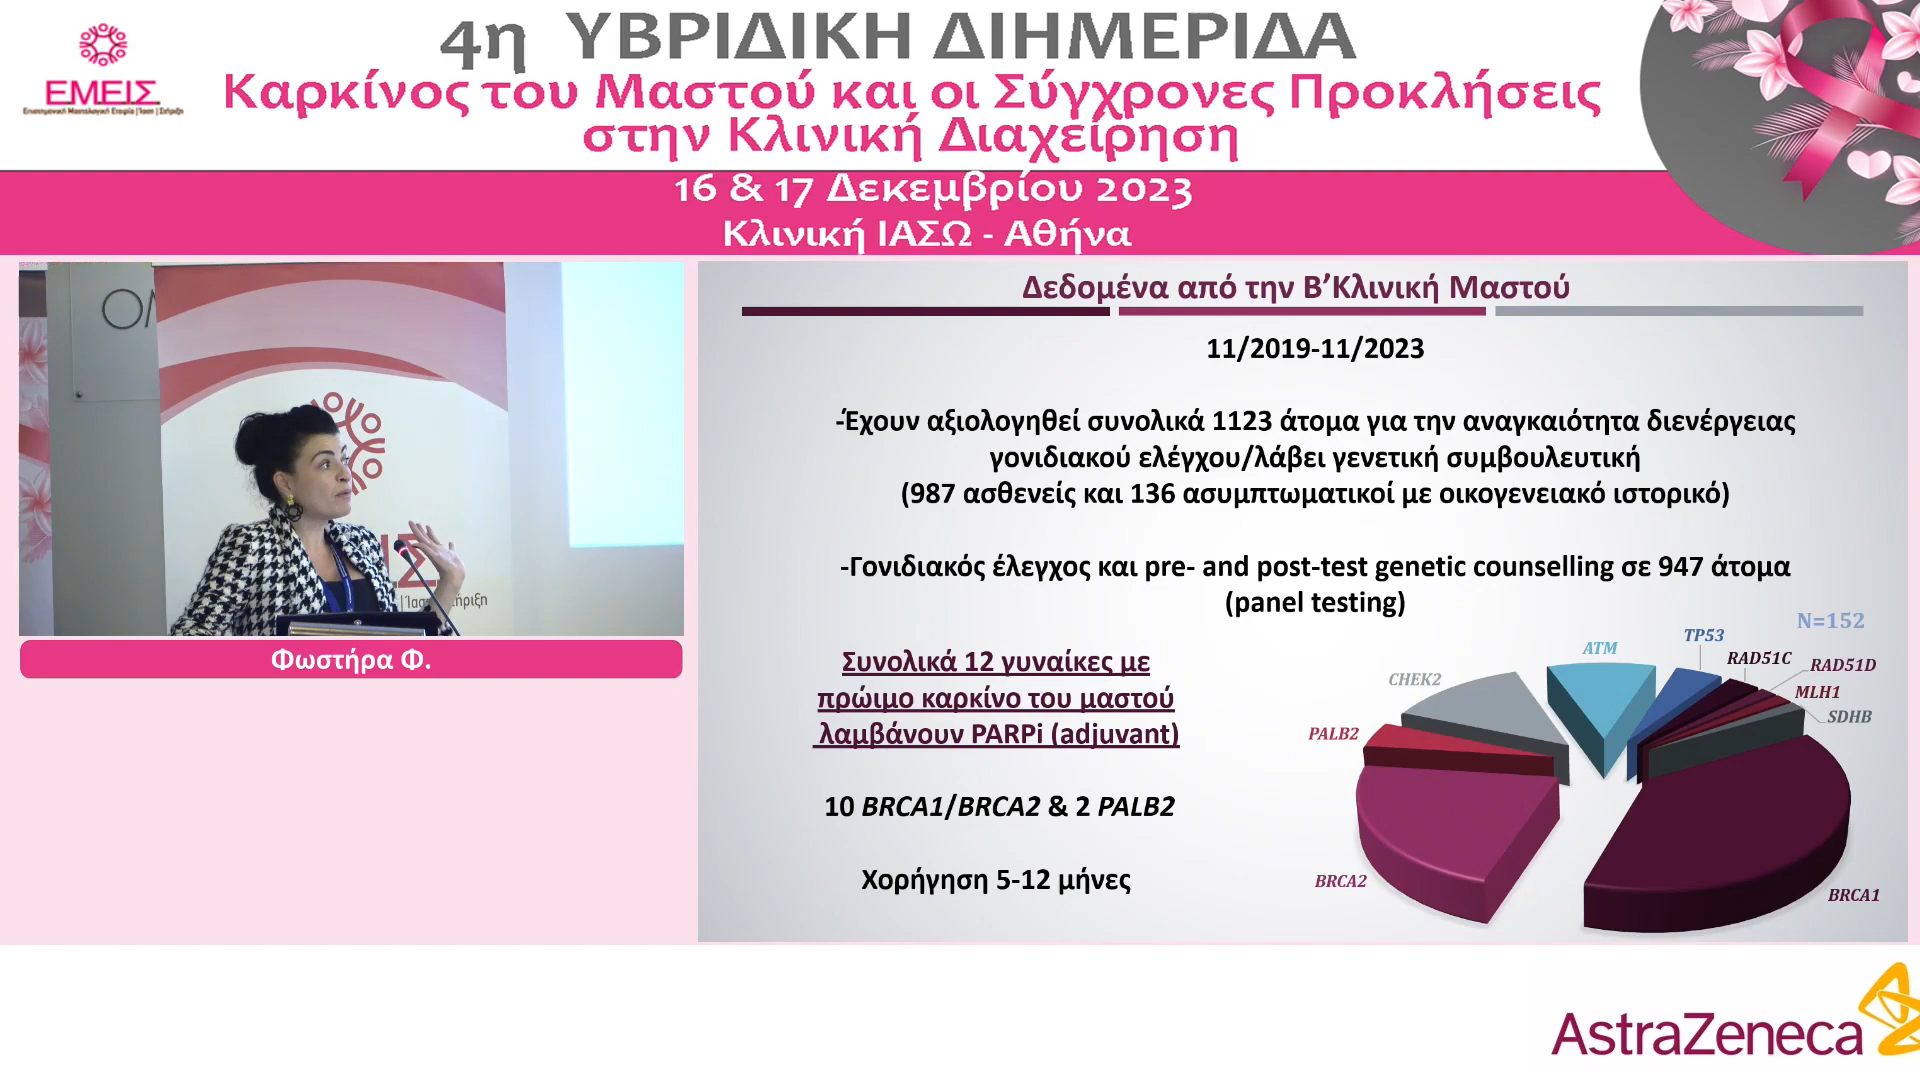 4η ΥΒΡΙΔΙΚΗ ΔΙΗΜΕΡΙΔΑ
Καρκίνος του Μαστού και οι Σύγχρονες Προκλήσεις
στην Κλινική Διαχείρηση
16 & 17 Δεκεμβρίου 2023
Κλινική ΙΑΣΩ - Αθήνα
ΕΜΕΙΣ
Επιστημονική Μαστολογική Εταιρία | Ίαση | Στήριξη
Φωστήρα Φ.
Δεδομένα από την Β’Κλινική Μαστού
11/2019-11/2023
-Έχουν αξιολογηθεί συνολικά 1123 άτομα για την αναγκαιότητα διενέργειας
γονιδιακού ελέγχου/λάβει γενετική συμβουλευτική
(987 ασθενείς και 136 ασυμπτωματικοί με οικογενειακό ιστορικό)
-Γονιδιακός έλεγχος και pre- and post-test genetic counselling σε 947 άτομα
(panel testing)
Συνολικά 12 γυναίκες με
πρώιμο καρκίνο του μαστού
λαμβάνουν PARPi (adjuvant)
10 BRCA1/BRCA2 & 2 PALB2
Χορήγηση 5-12 μήνες
N=152
TP53
ATM
RAD51C
RAD51D
CHEK2
MLH1
SDHB
PALB2
BRCA2
BRCA1
AstraZeneca